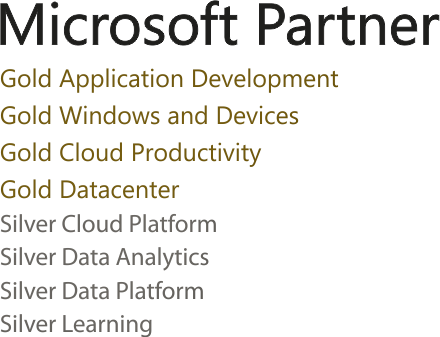 Microsoft Partner
Gold Application Development
Gold Windows and Devices
Gold Cloud Productivity
Gold Datacenter
Silver Cloud Platform
Silver Data Analytics
Silver Data Platform
Silver Learning